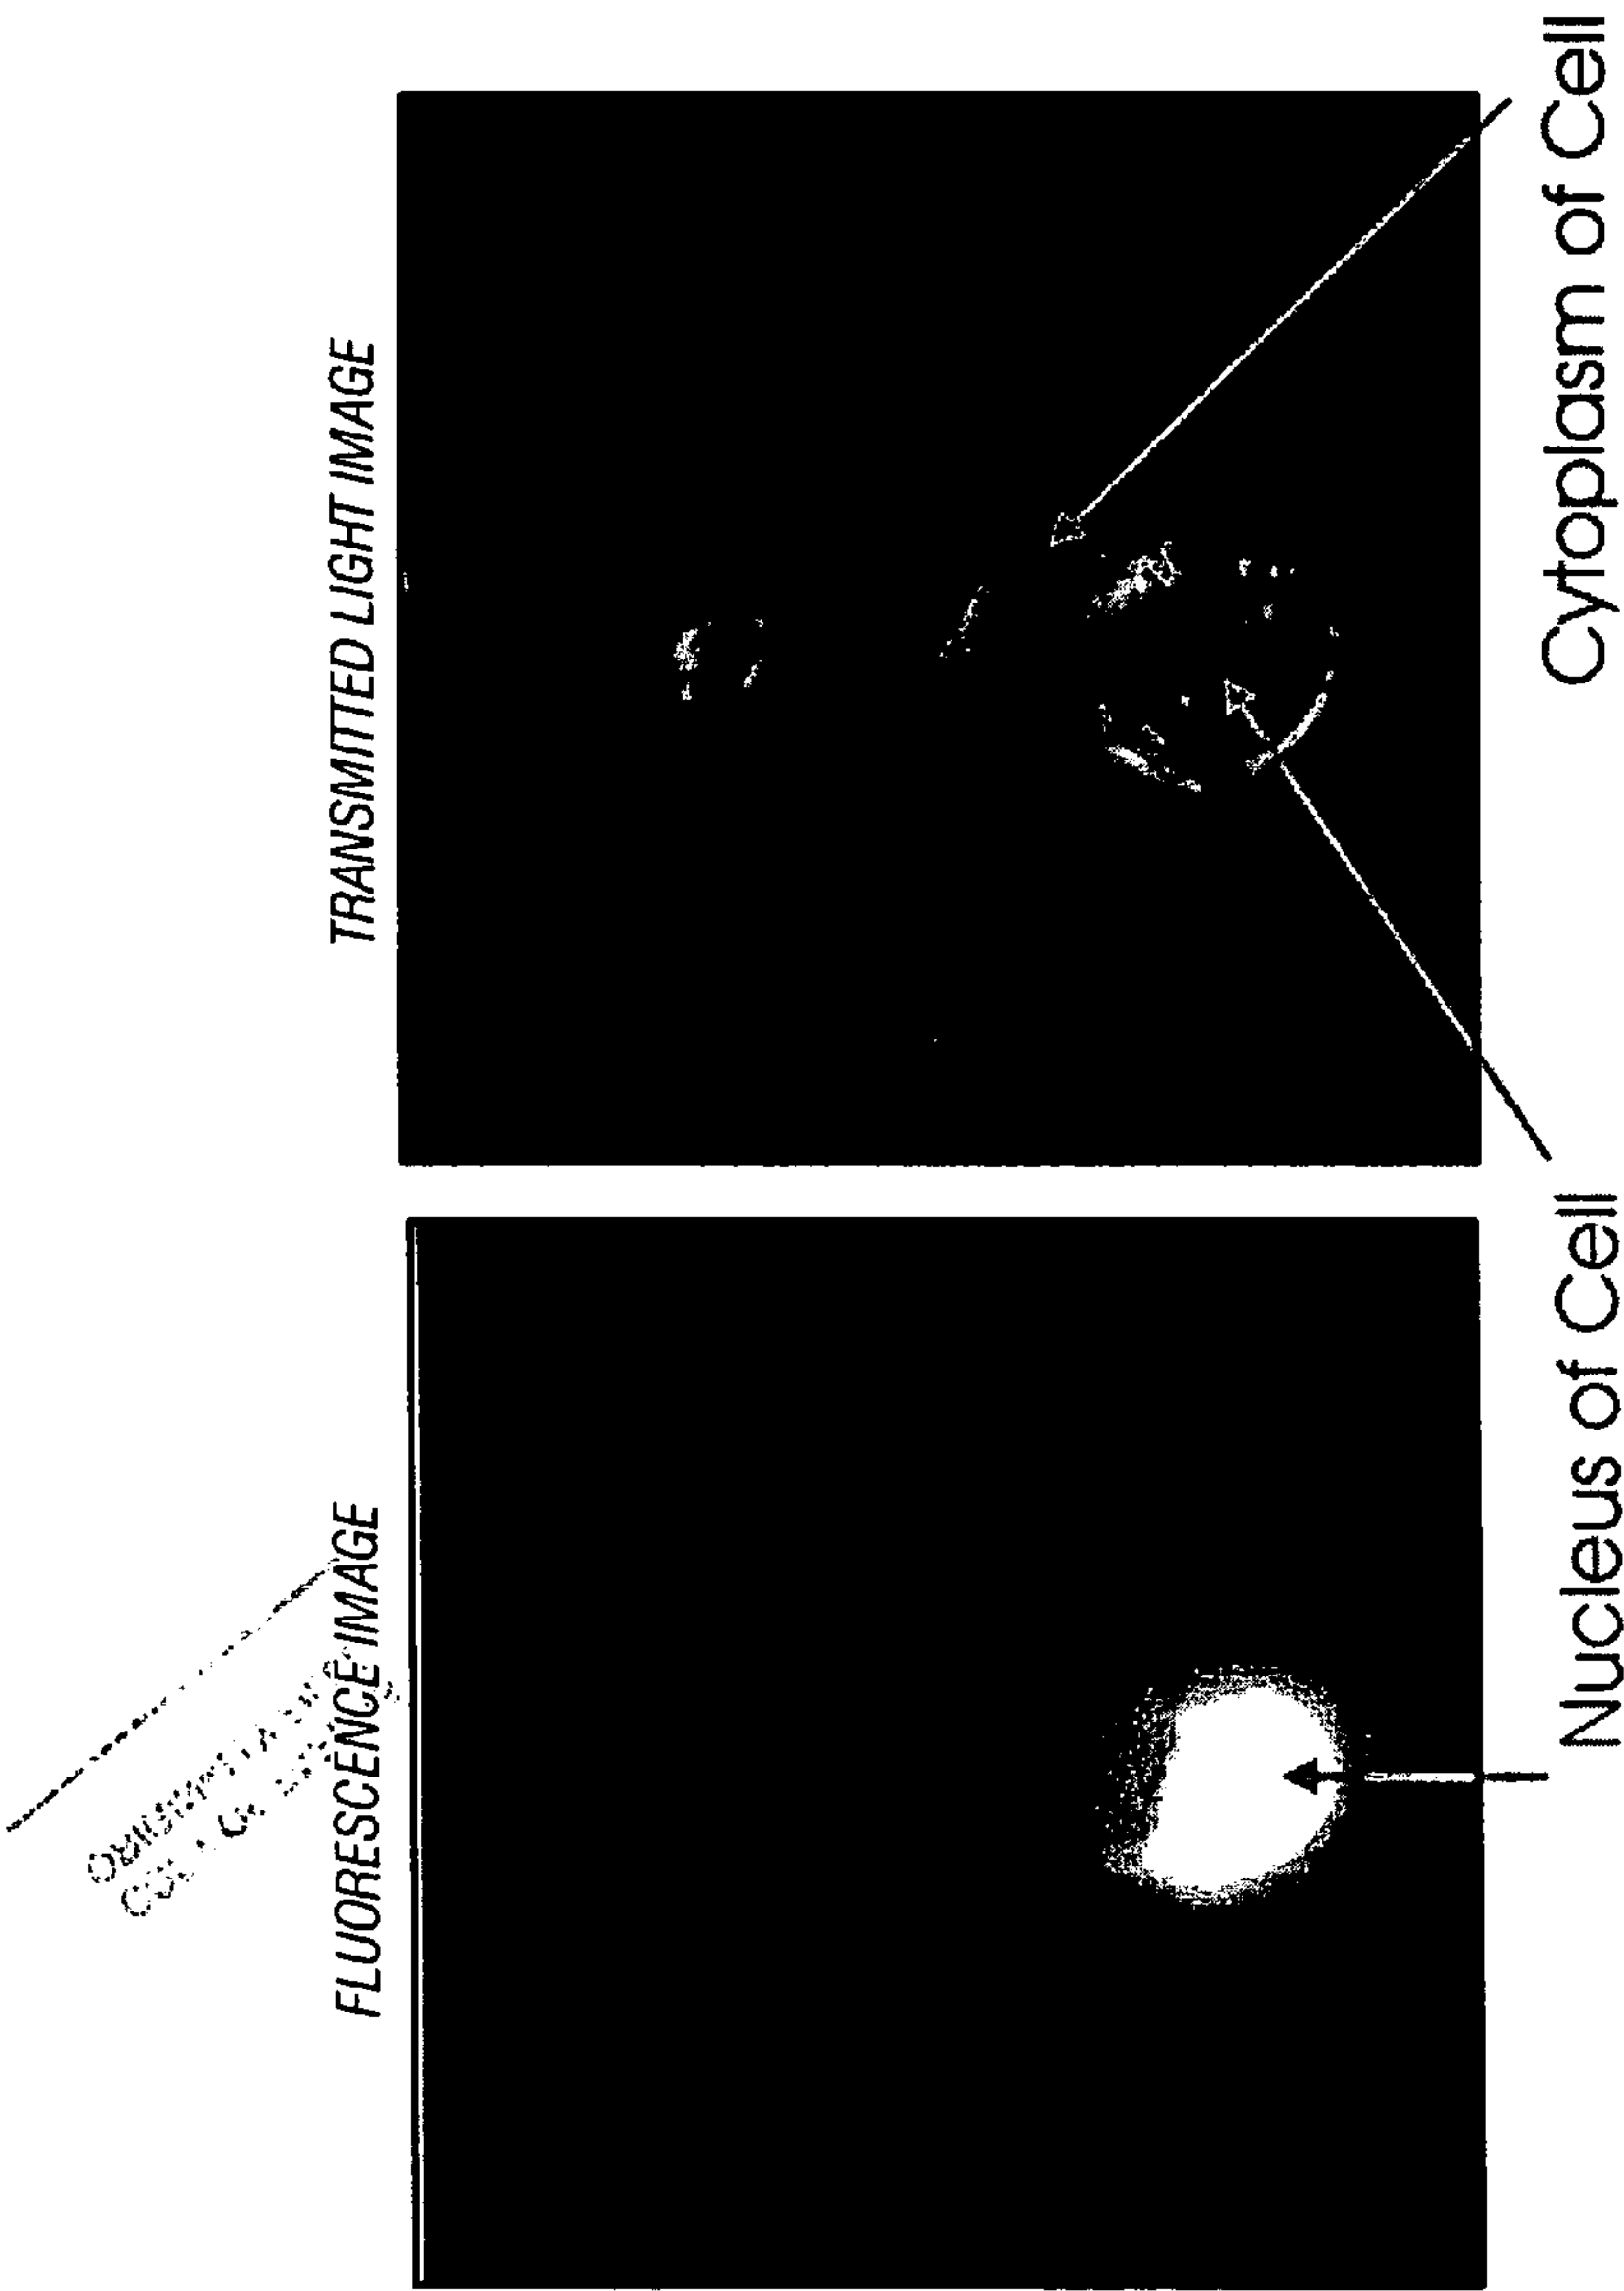 FLUORESCENCE IMAGE
TRANSMITTED LIGHT IMAGE
Nucleus of Cell
Cytoplasm of Cell